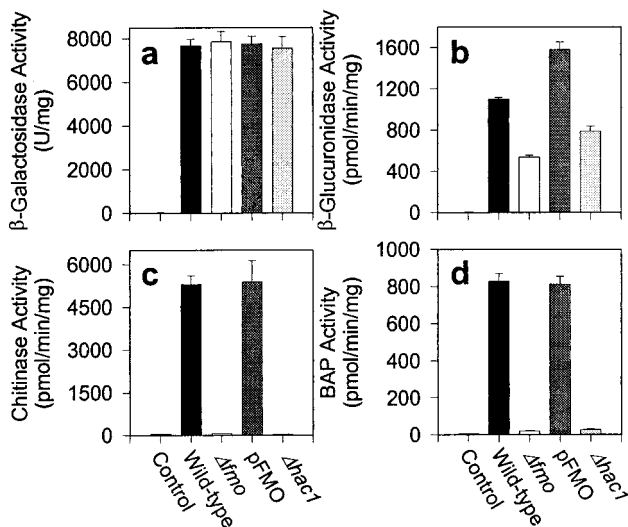 a
β-Galactosidase Activity
(U/mg)
8000
6000
4000
2000
0
b
β-Glucuronidase Activity
(pmol/min/mg)
1600
1200
800
400
0
c
Chitinase Activity
(pmol/min/mg)
6000
4500
3000
1500
0
Control
Wild-type
Δfmo
pFMO
Δhac1
d
BAP Activity
(pmol/min/mg)
1000
800
600
400
200
0
Control
Wild-type
Δfmo
pFMO
Δhac1